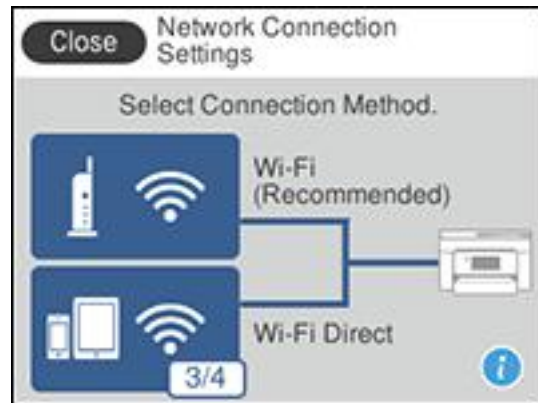 Close
Network Connection
Settings
Select Connection Method.
Wi-Fi
(Recommended)
Wi-Fi Direct
3/4
i